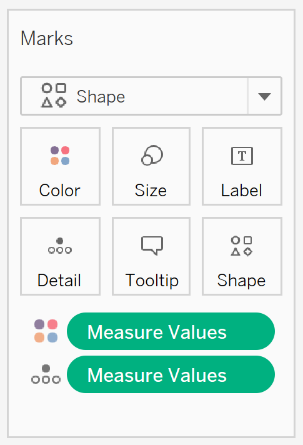 Marks
Shape
Color Size Label
Detail Tooltip Shape
Measure Values
Measure Values